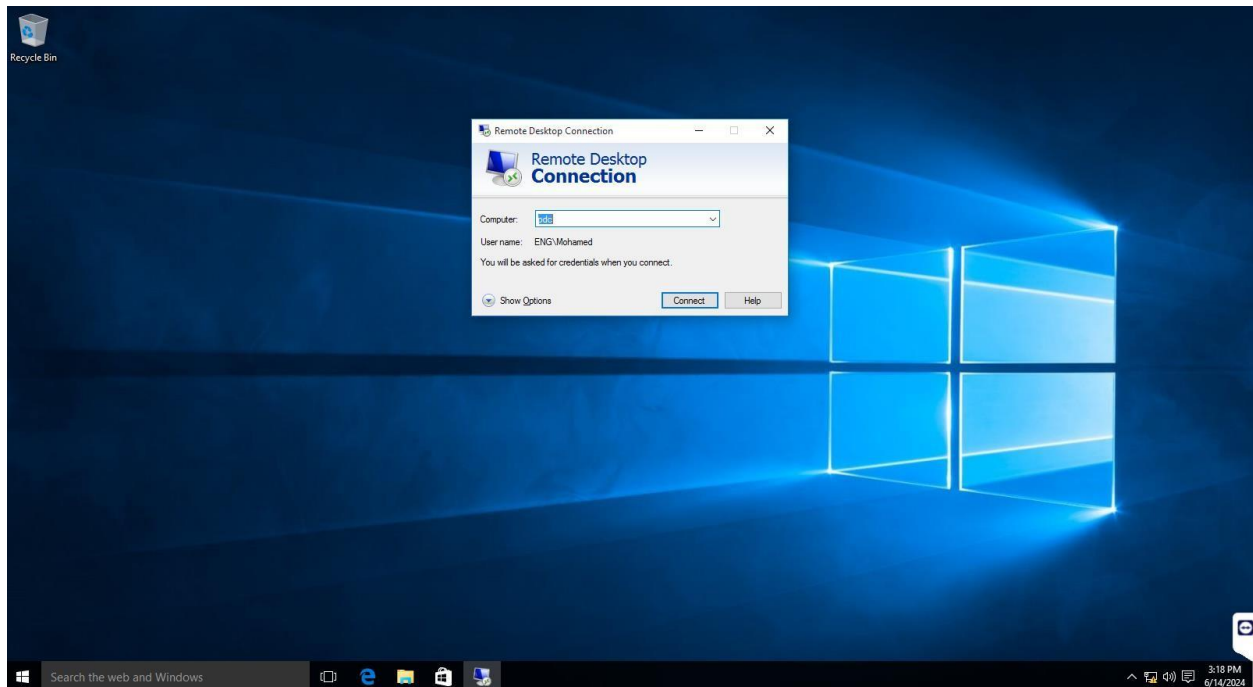 Recycle Bin
Remote Desktop Connection
Remote Desktop
Connection
Computer:
User name: ENG\Mohamed
You will be asked for credentials when you connect.
Show Options
Connect Help
Search the web and Windows
3:18 PM
6/14/2024